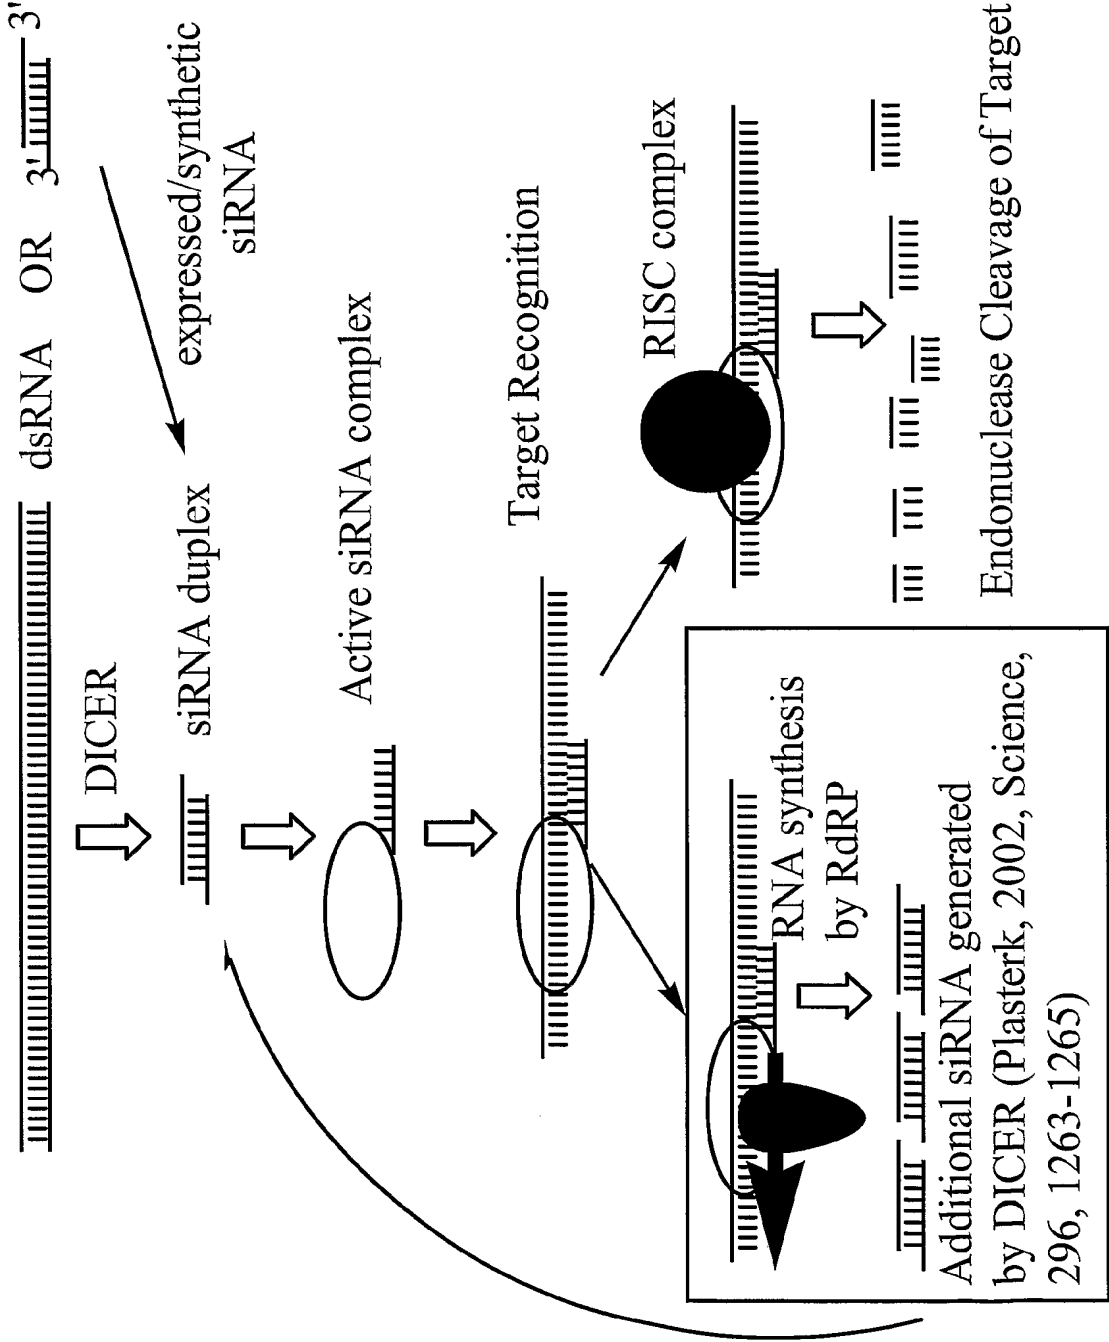 dsRNA OR 3' 3'
DICER
siRNA duplex
expressed/synthetic
siRNA
Active siRNA complex
Target Recognition
RISC complex
RNA synthesis
by RdRP
Additional siRNA generated
by DICER (Plasterk, 2002, Science,
296, 1263-1265)
Endonuclease Cleavage of Target